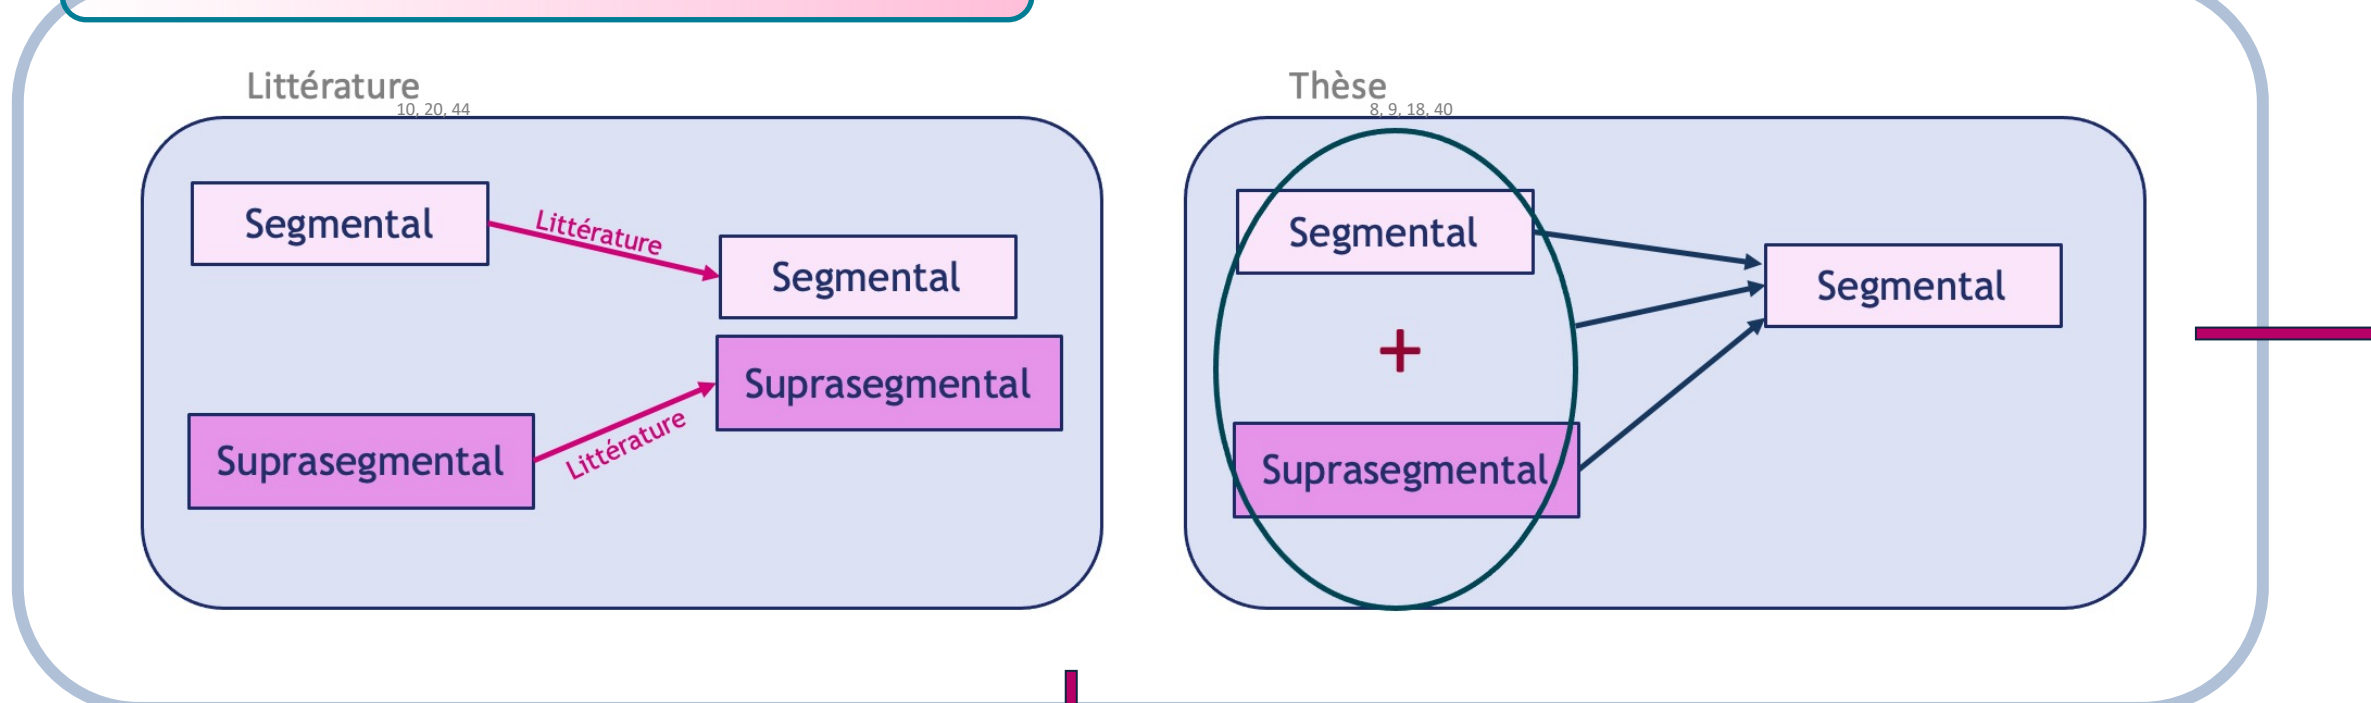 Littérature
10, 20, 44
Segmental
Littérature
Segmental
Suprasegmental
Littérature
Suprasegmental
Thèse
8, 9, 18, 40
Segmental
+
Suprasegmental
Segmental